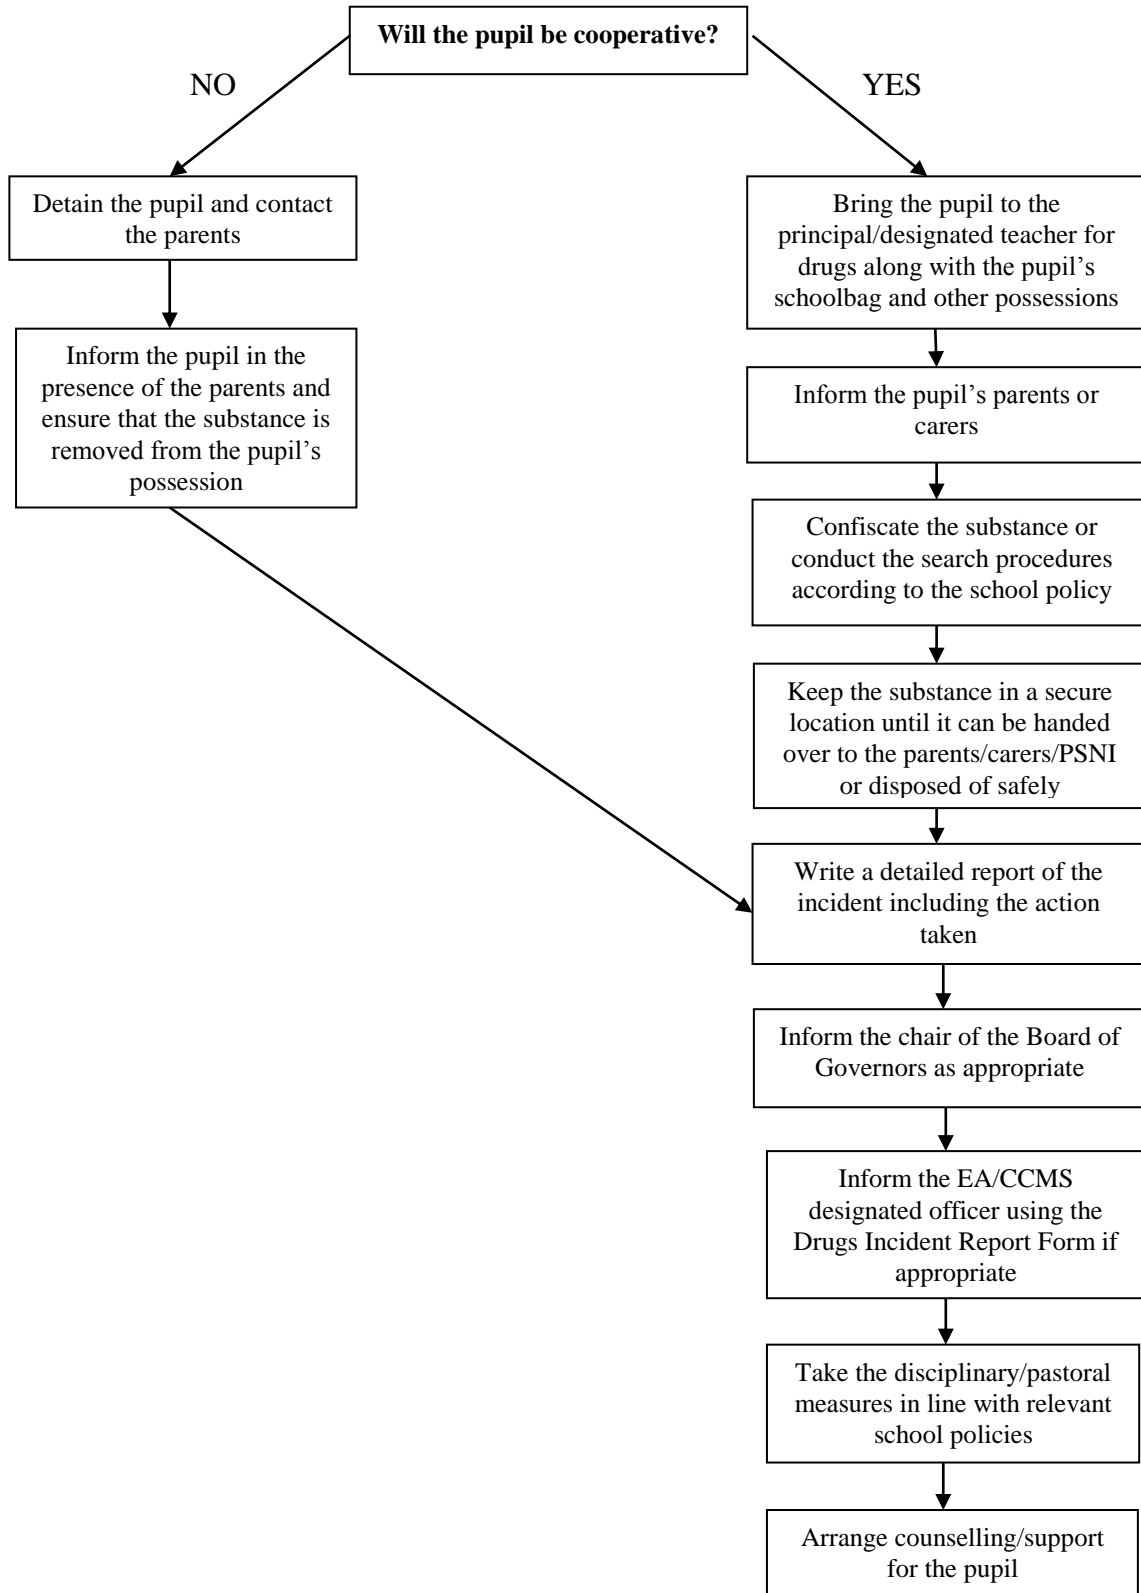 Will the pupil be cooperative?
NO
YES
Detain the pupil and contact
the parents
Inform the pupil in the
presence of the parents and
ensure that the substance is
removed from the pupil’s
possession
Bring the pupil to the
principal/designated teacher for
drugs along with the pupil’s
schoolbag and other possessions
Inform the pupil’s parents or
carers
Confiscate the substance or
conduct the search procedures
according to the school policy
Keep the substance in a secure
location until it can be handed
over to the parents/carers/PSNI
or disposed of safely
Write a detailed report of the
incident including the action
taken
Inform the chair of the Board of
Governors as appropriate
Inform the EA/CCMS
designated officer using the
Drugs Incident Report Form if
appropriate
Take the disciplinary/pastoral
measures in line with relevant
school policies
Arrange counselling/support
for the pupil